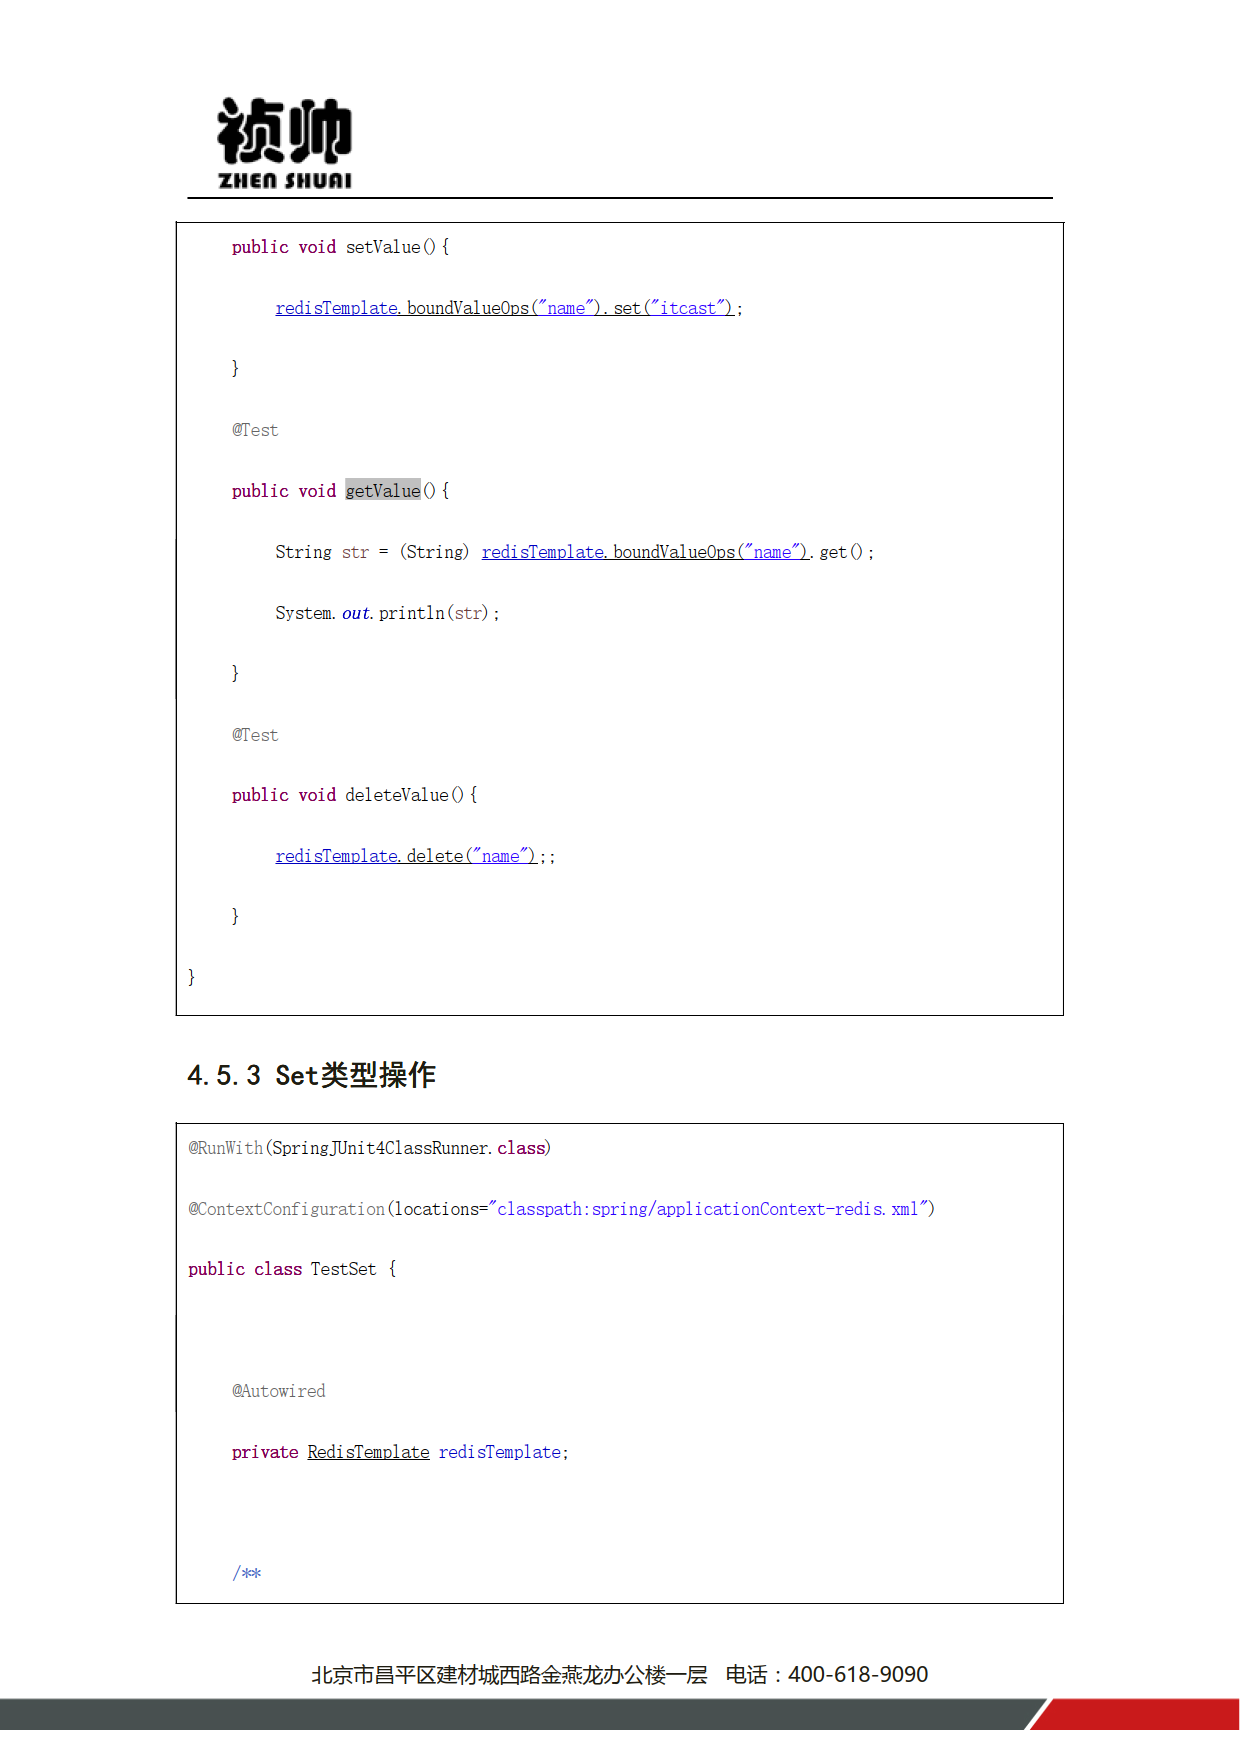 祯帅
ZHEN SHUAI
public void setValue(){
redisTemplate.boundValueOps("name").set("itcast");
}
@Test
public void getValue(){
String str = (String) redisTemplate.boundValueOps("name").get();
System.out.println(str);
}
@Test
public void deleteValue(){
redisTemplate.delete("name");;
}
}
4.5.3 Set类型操作
@RunWith(SpringJUnit4ClassRunner.class)
@ContextConfiguration(locations="classpath:spring/applicationContext-redis.xml")
public class TestSet {
@Autowired
private RedisTemplate redisTemplate;
/**
北京市昌平区建材城西路金燕龙办公楼一层 电话：400-618-9090